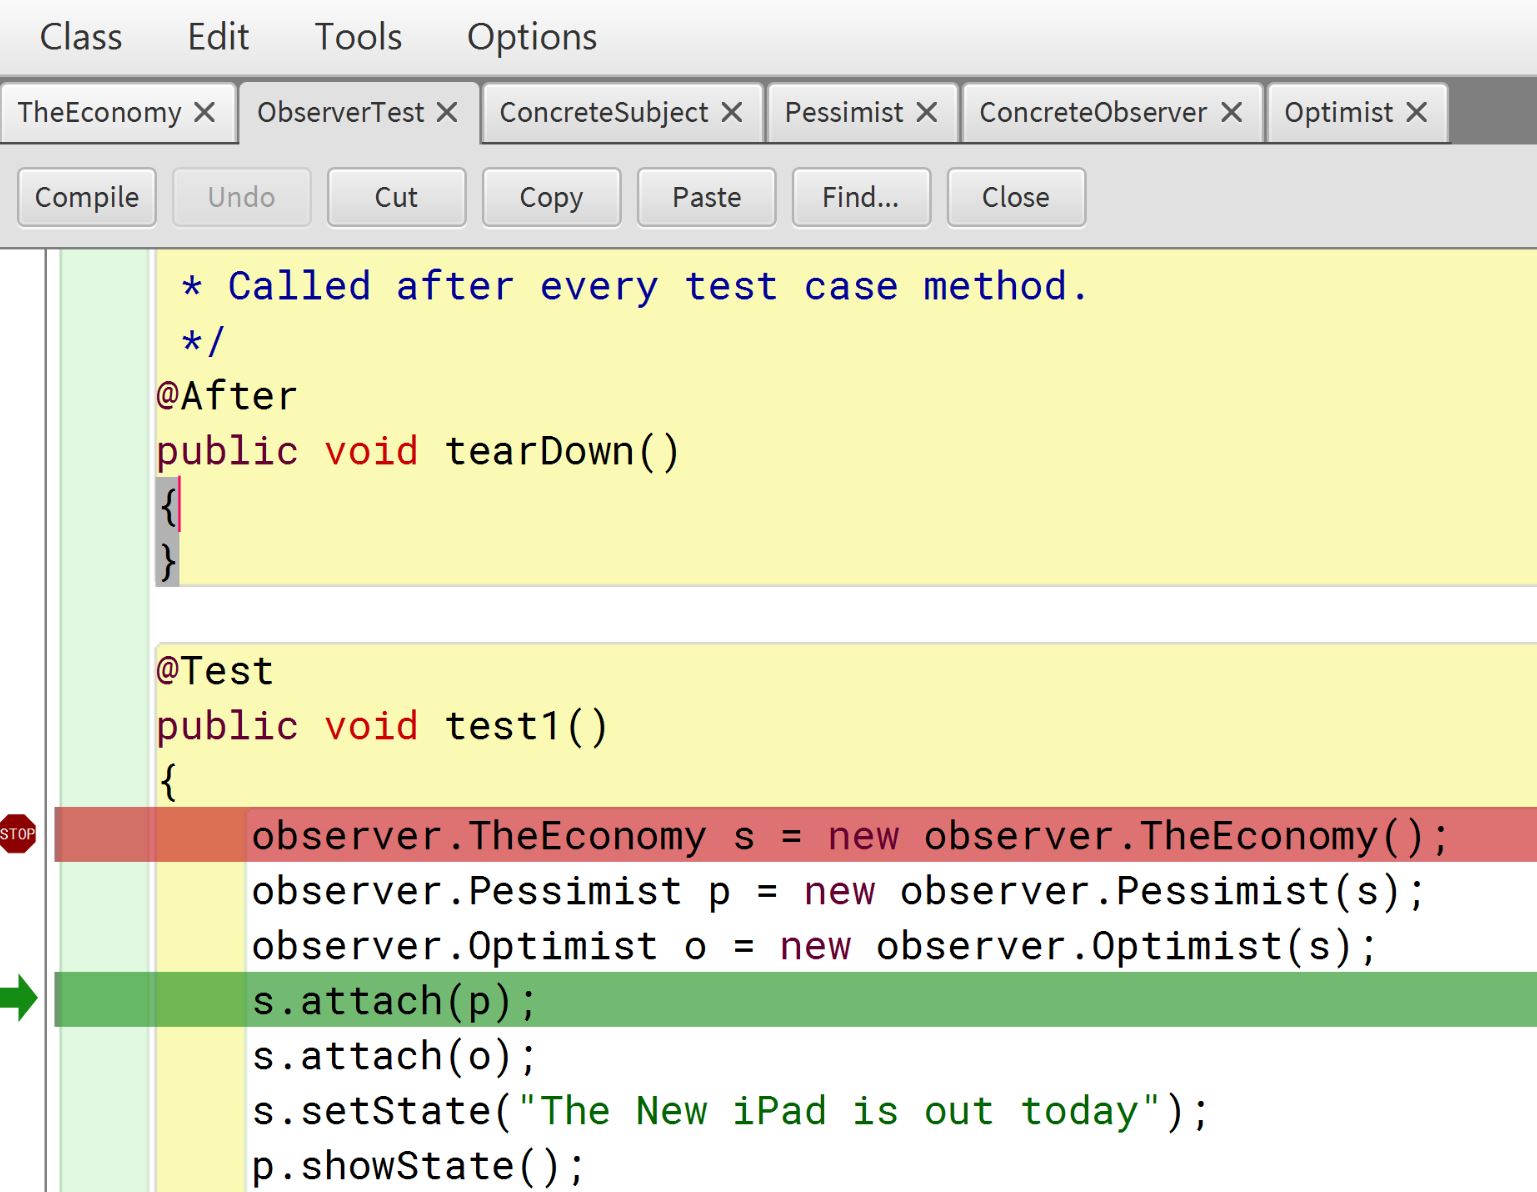 Class Edit Tools Options
TheEconomy ObserverTest ConcreteSubject Pessimist ConcreteObserver Optimist
Compile Undo Cut Copy Paste Find... Close
* Called after every test case method.
*/
@After
public void tearDown()
{
}
@Test
public void test1()
{
STOP observer.TheEconomy s = new observer.TheEconomy();
observer.Pessimist p = new observer.Pessimist(s);
observer.Optimist o = new observer.Optimist(s);
s.attach(p);
s.attach(o);
s.setState("The New iPad is out today");
p.showState();